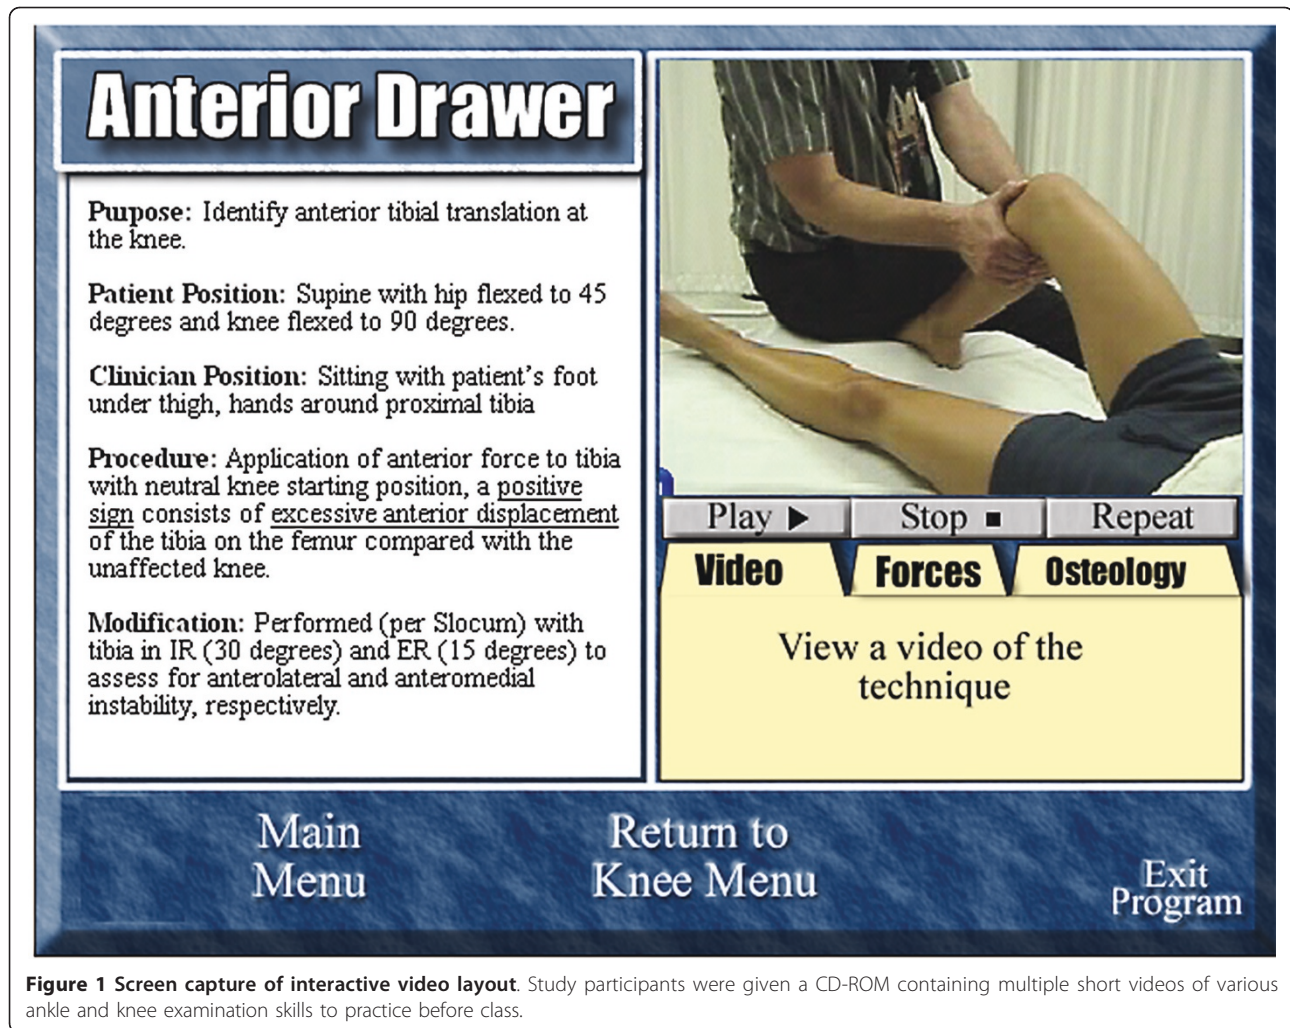 Anterior Drawer
Purpose: Identify anterior tibial translation at
the knee.
Patient Position: Supine with hip flexed to 45
degrees and knee flexed to 90 degrees.
Clinician Position: Sitting with patient's foot
under thigh, hands around proximal tibia
Procedure: Application of anterior force to tibia
with neutral knee starting position, a positive
sign consists of excessive anterior displacement
of the tibia on the femur compared with the
unaffected knee.
Modification: Performed (per Slocum) with
tibia in IR (30 degrees) and ER (15 degrees) to
assess for anterolateral and anteromedial
instability, respectively.
Play ▶ Stop ■ Repeat
Video Forces Osteology
View a video of the
technique
Main
Menu
Return to
Knee Menu
Exit
Program
Figure 1 Screen capture of interactive video layout. Study participants were given a CD-ROM containing multiple short videos of various
ankle and knee examination skills to practice before class.